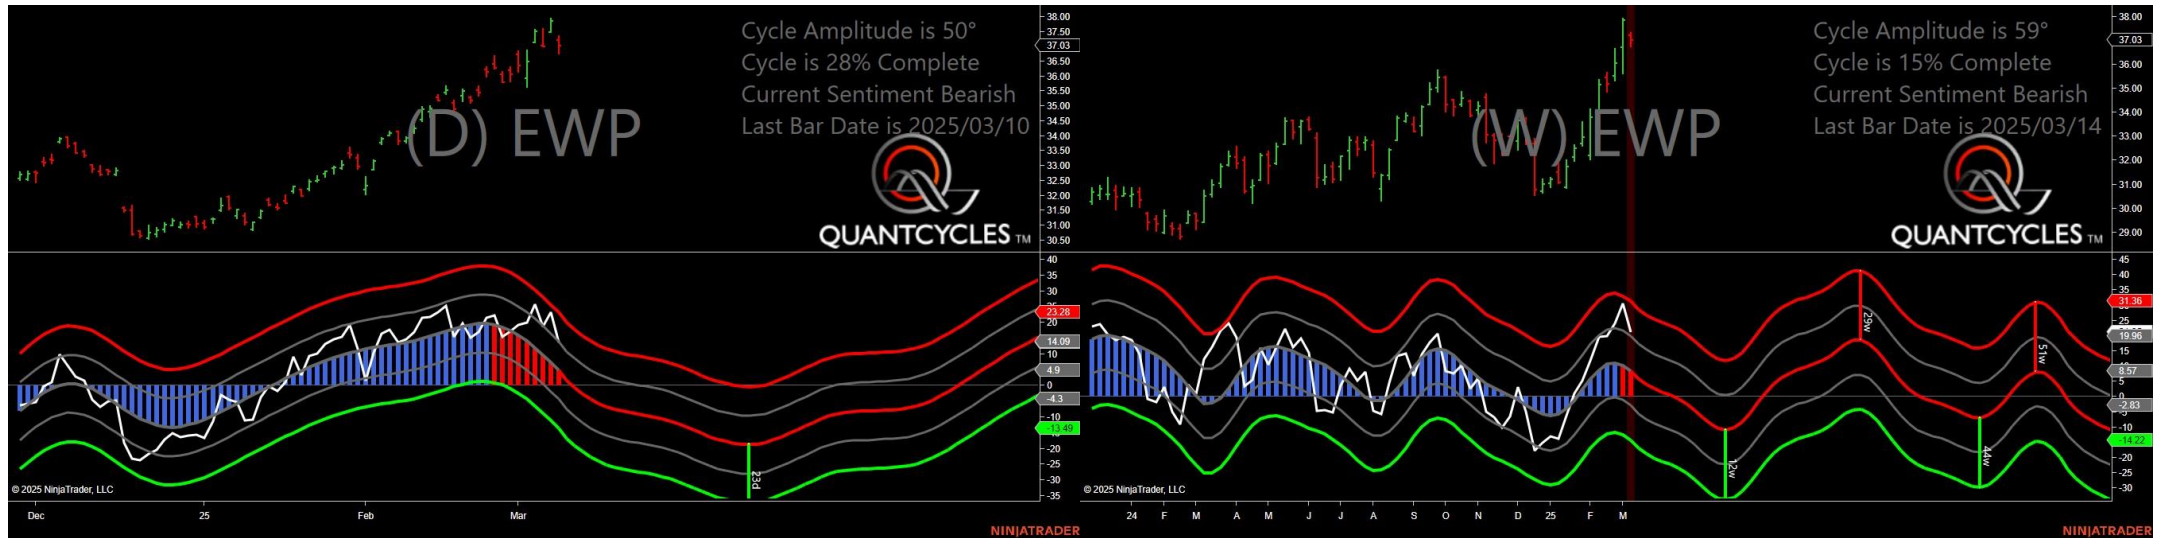 Cycle Amplitude is 50°
Cycle is 28% Complete
Current Sentiment Bearish
Last Bar Date is 2025/03/10
(D) EWP
QUANTCYCLES TM
38.00
37.50
37.03
36.50
36.00
35.50
35.00
34.50
34.00
33.50
33.00
32.50
32.00
31.50
31.00
30.50
40
35
30
23.28
20
14.09
10
4.9
0
-4.3
-10
-13.49
-20
-25
-30
-35
23d
© 2025 NinjaTrader, LLC
Dec 25 Feb Mar
NINJATRADER
Cycle Amplitude is 59°
Cycle is 15% Complete
Current Sentiment Bearish
Last Bar Date is 2025/03/14
(W) EWP
QUANTCYCLES TM
38.00
37.03
36.00
35.00
34.00
33.00
32.00
31.00
30.00
29.00
45
40
35
31.36
19.96
15
8.57
5
0
-2.83
-10
-14.22
-20
-25
-30
29w
51w
12w
44w
© 2025 NinjaTrader, LLC
24 F M A M J J A S O N D 25 F M
NINJATRADER